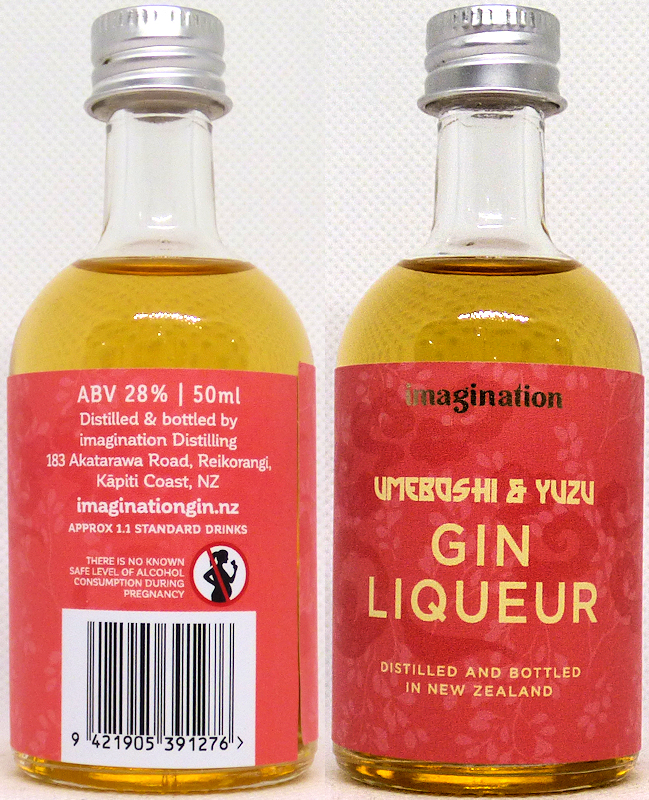 ABV 28% | 50ml
Distilled & bottled by
imagination Distilling
183 Akatarawa Road, Reikorangi,
Kāpiti Coast, NZ
imaginationgin.nz
APPROX 1.1 STANDARD DRINKS
THERE IS NO KNOWN
SAFE LEVEL OF ALCOHOL
CONSUMPTION DURING
PREGNANCY
9 421905 391276 >
imagination
UMEBOSHI & YUZU
GIN
LIQUEUR
DISTILLED AND BOTTLED
IN NEW ZEALAND